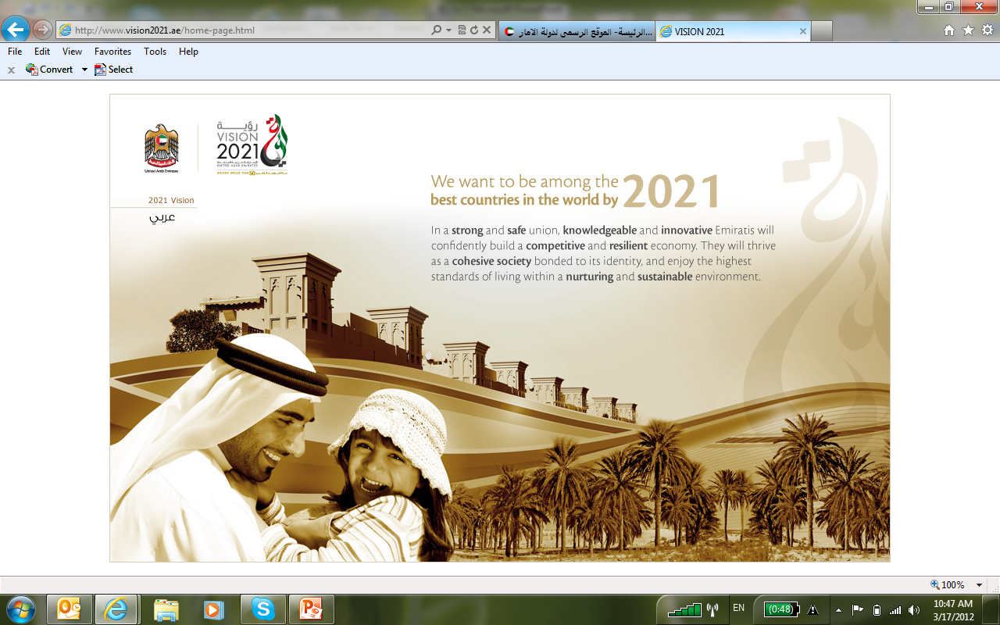 http://www.vision2021.ae/home-page.html
الرئيسة- الموقع الرسمي لدولة الامار...
VISION 2021
File Edit View Favorites Tools Help
x Convert Select
رؤيــة
VISION
2021
UNITED ARAB EMIRATES
United Arab Emirates
2021 Vision
عربي
We want to be among the
best countries in the world by 2021
In a strong and safe union, knowledgeable and innovative Emiratis will
confidently build a competitive and resilient economy. They will thrive
as a cohesive society bonded to its identity, and enjoy the highest
standards of living within a nurturing and sustainable environment.
100%
EN
(0:48)
10:47 AM
3/17/2012